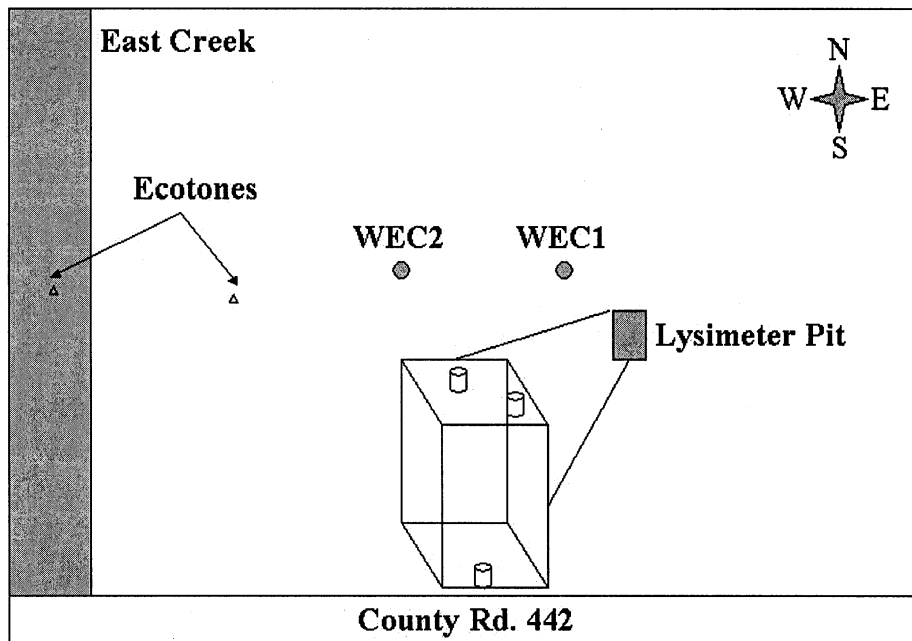 East Creek
N
W E
S
Ecotones
WEC2 WEC1
Lysimeter Pit
County Rd. 442